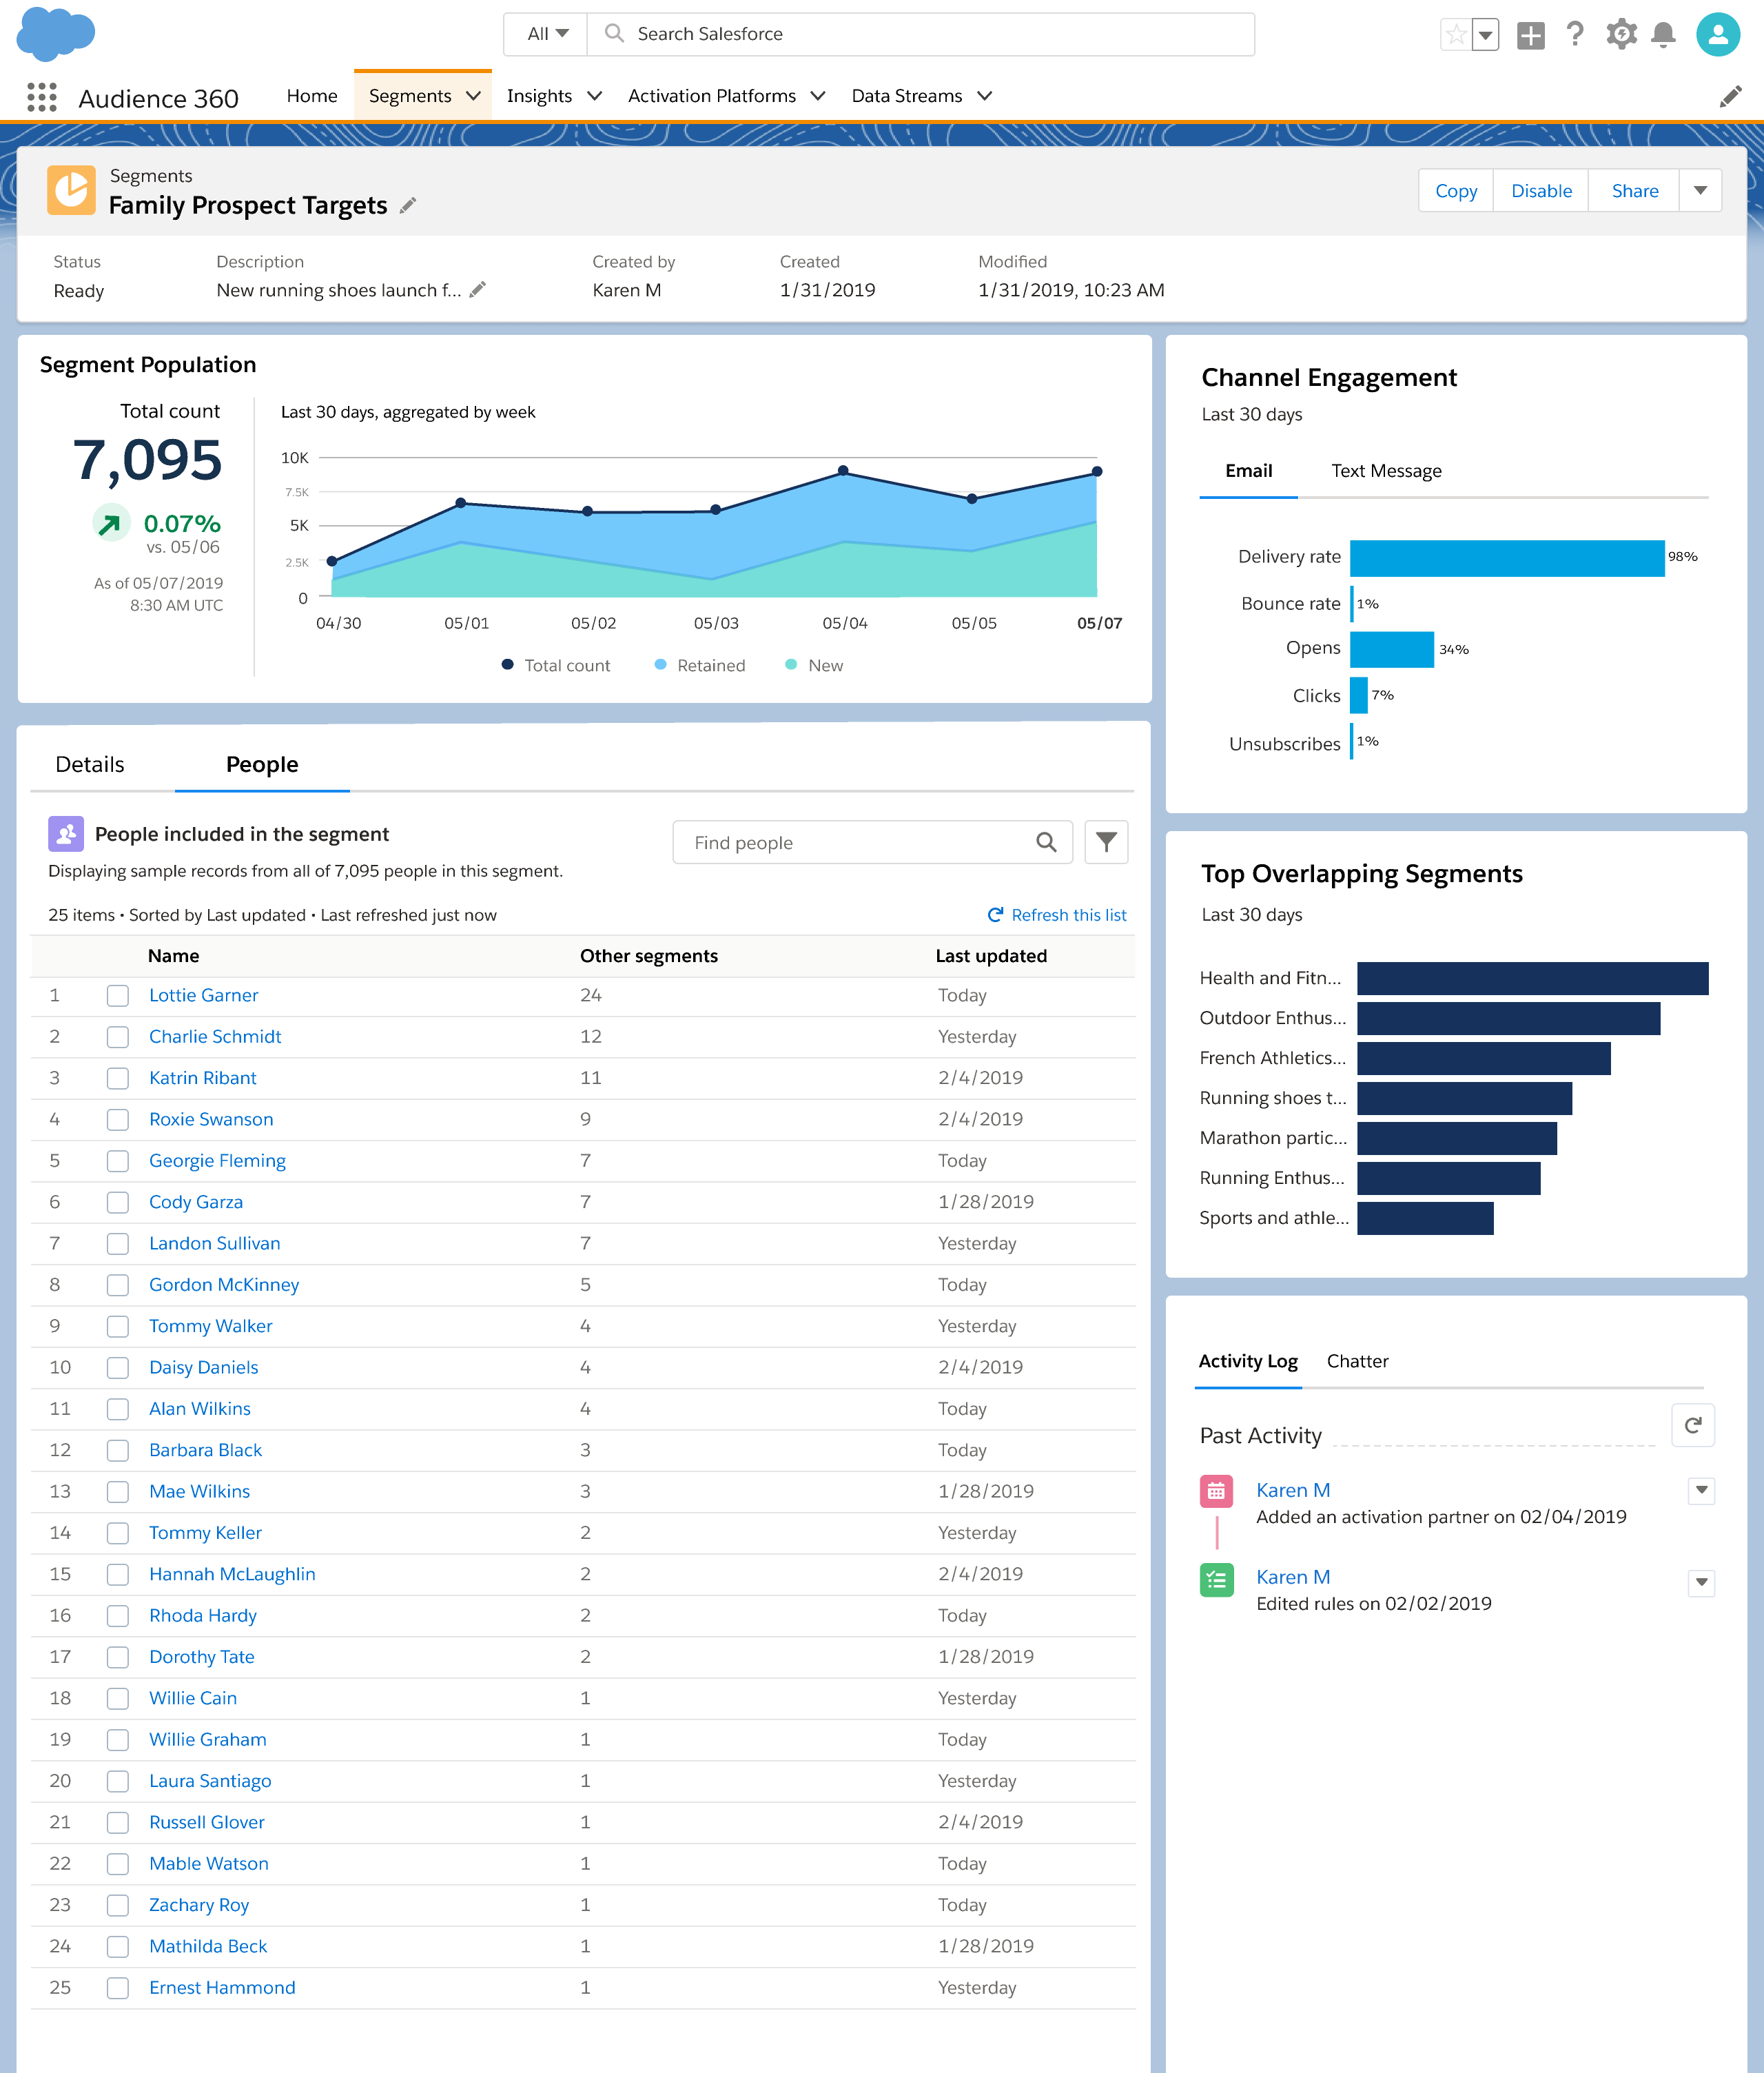 All
Search Salesforce
Audience 360
Home
Segments
Insights
Activation Platforms
Data Streams
Segments
Family Prospect Targets
Copy
Disable
Share
Status
Description
Created by
Created
Modified
Ready
New running shoes launch f...
Karen M
1/31/2019
1/31/2019, 10:23 AM
Segment Population
Total count
7,095
0.07%
vs. 05/06
As of 05/07/2019
8:30 AM UTC
Last 30 days, aggregated by week
10K
7.5K
5K
2.5K
0
04/30
05/01
05/02
05/03
05/04
05/05
05/07
Total count
Retained
New
Channel Engagement
Last 30 days
Email
Text Message
Delivery rate
98%
Bounce rate
1%
Opens
34%
Clicks
7%
Unsubscribes
1%
Details
People
People included in the segment
Displaying sample records from all of 7,095 people in this segment.
Find people
25 items • Sorted by Last updated • Last refreshed just now
Refresh this list
Name Other segments Last updated
1 Lottie Garner 24 Today
2 Charlie Schmidt 12 Yesterday
3 Katrin Ribant 11 2/4/2019
4 Roxie Swanson 9 2/4/2019
5 Georgie Fleming 7 Today
6 Cody Garza 7 1/28/2019
7 Landon Sullivan 7 Yesterday
8 Gordon McKinney 5 Today
9 Tommy Walker 4 Yesterday
10 Daisy Daniels 4 2/4/2019
11 Alan Wilkins 4 Today
12 Barbara Black 3 Today
13 Mae Wilkins 3 1/28/2019
14 Tommy Keller 2 Yesterday
15 Hannah McLaughlin 2 2/4/2019
16 Rhoda Hardy 2 Today
17 Dorothy Tate 2 1/28/2019
18 Willie Cain 1 Yesterday
19 Willie Graham 1 Today
20 Laura Santiago 1 Yesterday
21 Russell Glover 1 2/4/2019
22 Mable Watson 1 Today
23 Zachary Roy 1 Today
24 Mathilda Beck 1 1/28/2019
25 Ernest Hammond 1 Yesterday
Top Overlapping Segments
Last 30 days
Health and Fitn...
Outdoor Enthus...
French Athletics...
Running shoes t...
Marathon partic...
Running Enthus...
Sports and athle...
Activity Log
Chatter
Past Activity
Karen M
Added an activation partner on 02/04/2019
Karen M
Edited rules on 02/02/2019